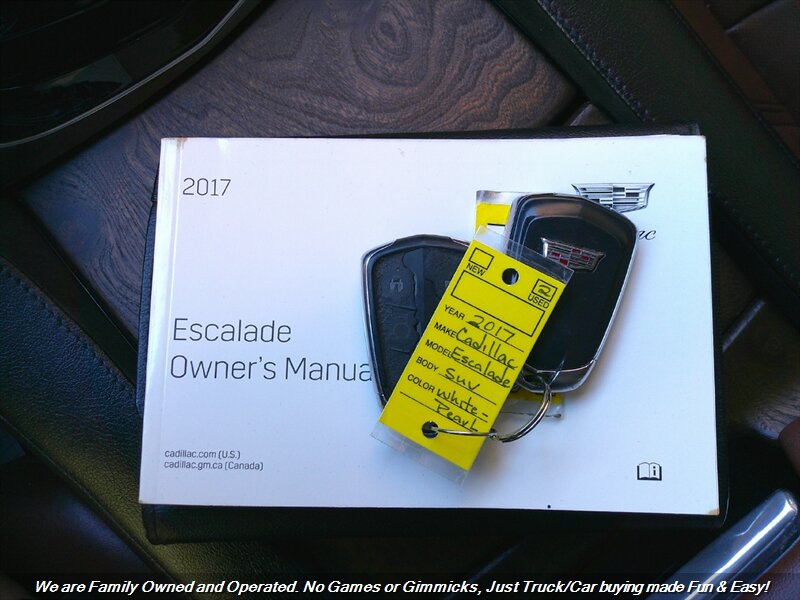 2017
Escalade
Owner's Manua
cadillac.com (U.S.)
cadillac.gm.ca (Canada)
NEW
2
USED
YEAR 2017
MAKE Cadillac
MODEL Escalade
BODY SUV
COLOR White-
Pearl
We are Family Owned and Operated. No Games or Gimmicks, Just Truck/Car buying made Fun & Easy!